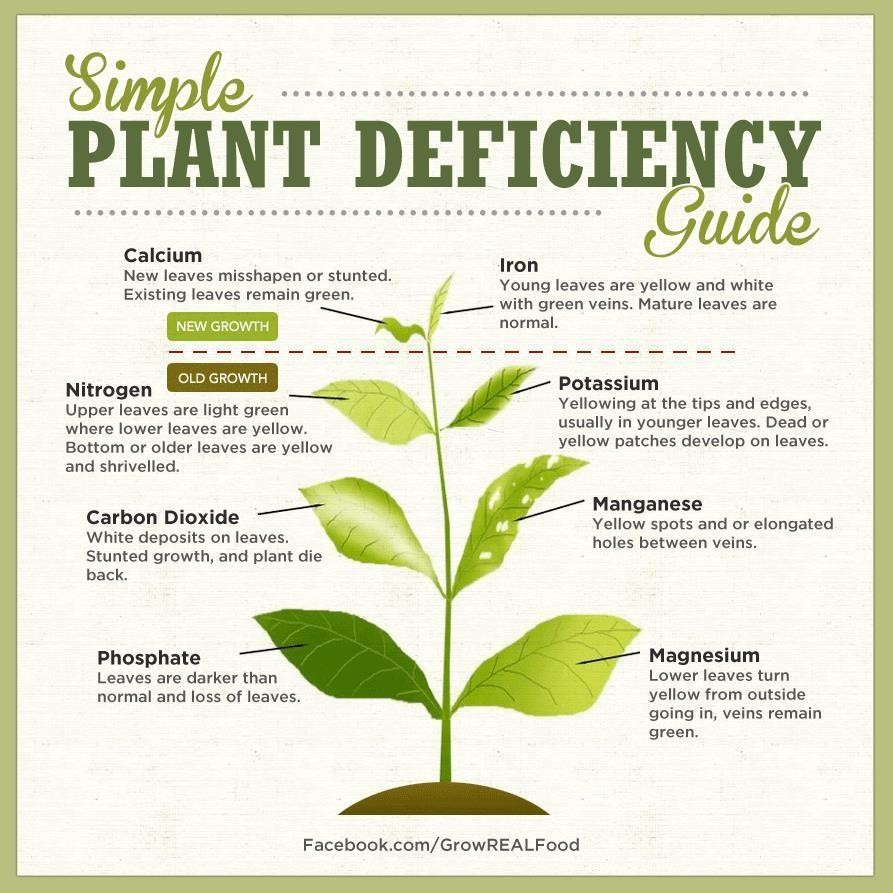 Simple
PLANT DEFICIENCY
Guide
Calcium
New leaves misshapen or stunted.
Existing leaves remain green.
Iron
Young leaves are yellow and white
with green veins. Mature leaves are
normal.
NEW GROWTH
OLD GROWTH
Nitrogen
Upper leaves are light green
where lower leaves are yellow.
Bottom or older leaves are yellow
and shrivelled.
Potassium
Yellowing at the tips and edges,
usually in younger leaves. Dead or
yellow patches develop on leaves.
Carbon Dioxide
White deposits on leaves.
Stunted growth, and plant die
back.
Manganese
Yellow spots and or elongated
holes between veins.
Phosphate
Leaves are darker than
normal and loss of leaves.
Magnesium
Lower leaves turn
yellow from outside
going in, veins remain
green.
Facebook.com/GrowREALFood